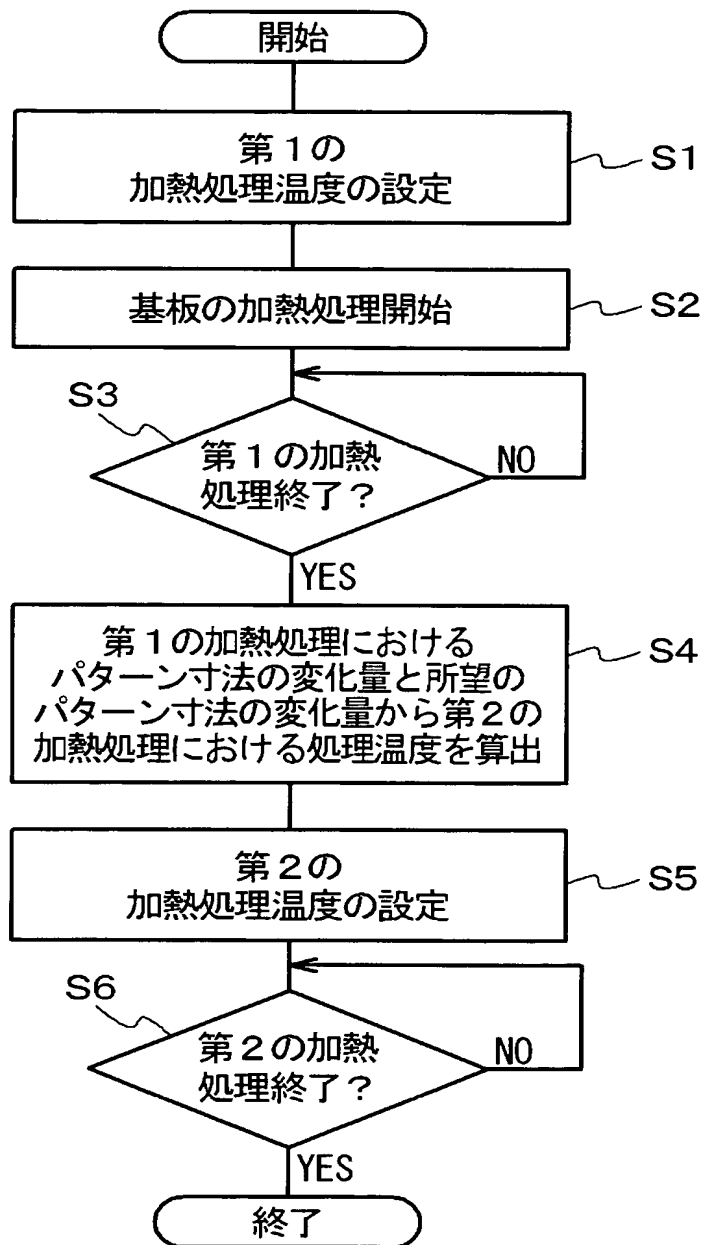 開始
第１の
加熱処理温度の設定
S1
基板の加熱処理開始
S2
S3
第１の加熱
処理終了？
NO
YES
第１の加熱処理における
パターン寸法の変化量と所望の
パターン寸法の変化量から第２の
加熱処理における処理温度を算出
S4
第２の
加熱処理温度の設定
S5
S6
第２の加熱
処理終了？
NO
YES
終了